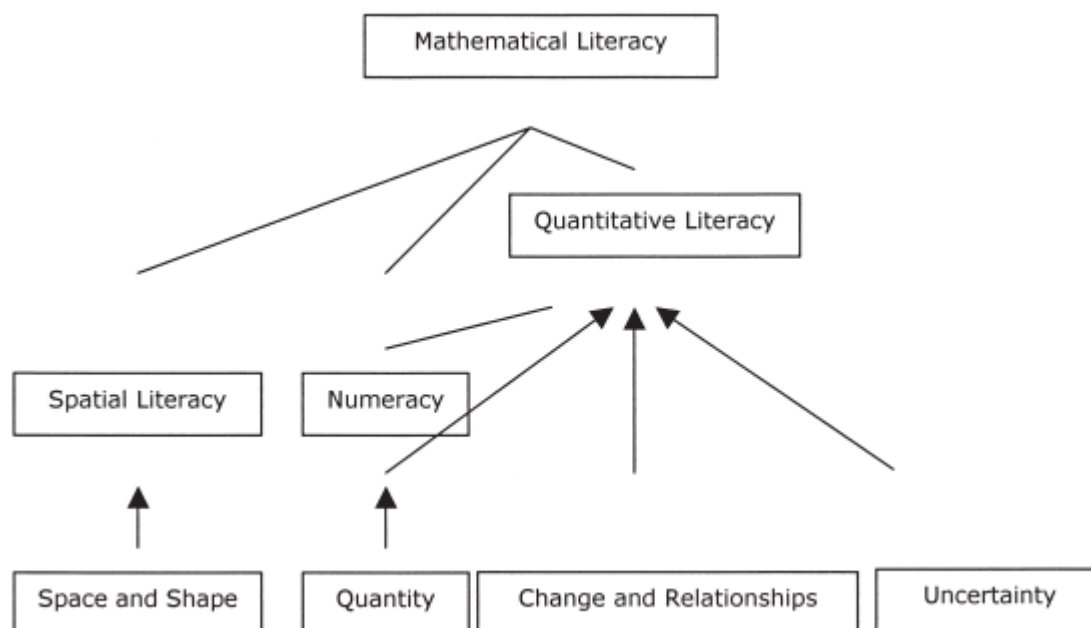 Mathematical Literacy
Quantitative Literacy
Spatial Literacy
Numeracy
Space and Shape
Quantity
Change and Relationships
Uncertainty